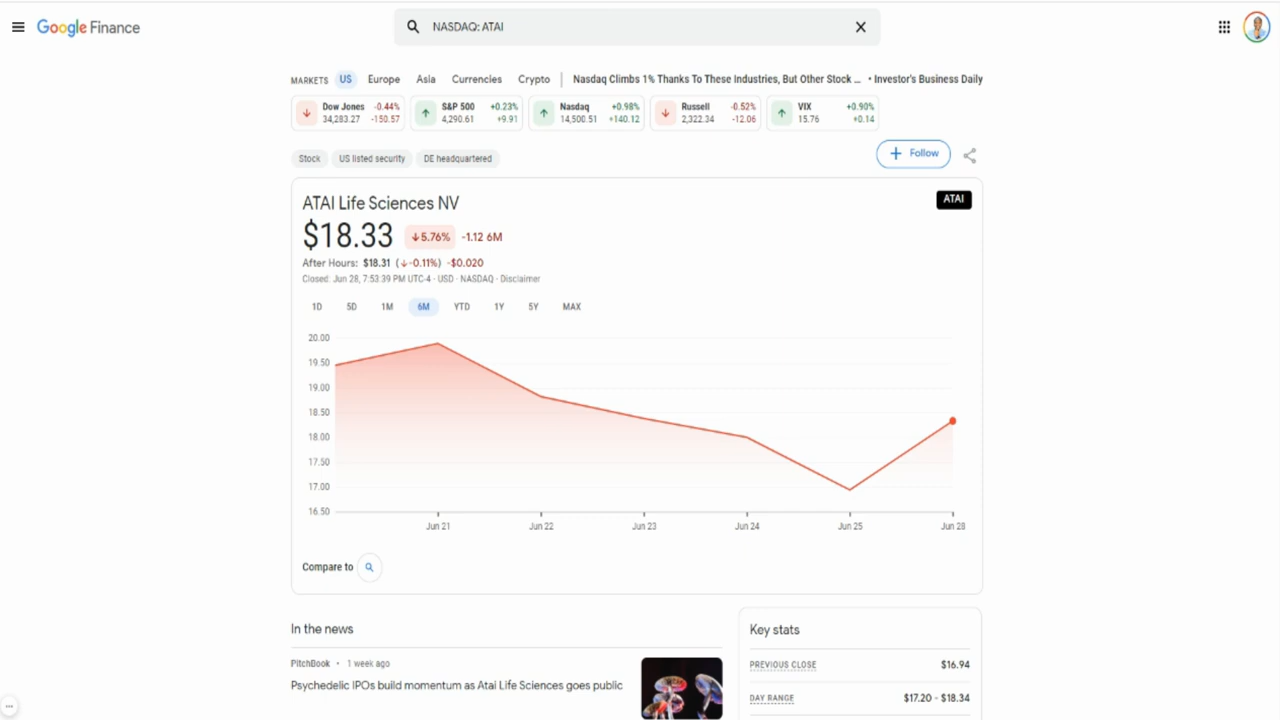 Google Finance
NASDAQ: ATAI
MARKETS US Europe Asia Currencies Crypto Nasdaq Climbs 1% Thanks To These Industries, But Other Stock ... • Investor's Business Daily
Dow Jones -0.44% S&P 500 +0.23% Nasdaq +0.98% Russell -0.52% VIX +0.90%
34,283.27 -150.57 4,290.61 +9.91 14,500.51 +140.12 2,322.34 -12.06 15.76 +0.14
Stock US listed security DE headquartered
+ Follow
ATAI Life Sciences NV
ATAI
$18.33 ↓5.76% -1.12 6M
After Hours: $18.31 (↓-0.11%) -$0.020
Closed: Jun 28, 7:53:39 PM UTC-4 · USD · NASDAQ · Disclaimer
1D 5D 1M 6M YTD 1Y 5Y MAX
20.00
19.50
19.00
18.50
18.00
17.50
17.00
16.50
Jun 21 Jun 22 Jun 23 Jun 24 Jun 25 Jun 28
Compare to
In the news
PitchBook • 1 week ago
Psychedelic IPOs build momentum as Atai Life Sciences goes public
Key stats
PREVIOUS CLOSE $16.94
DAY RANGE $17.20 - $18.34